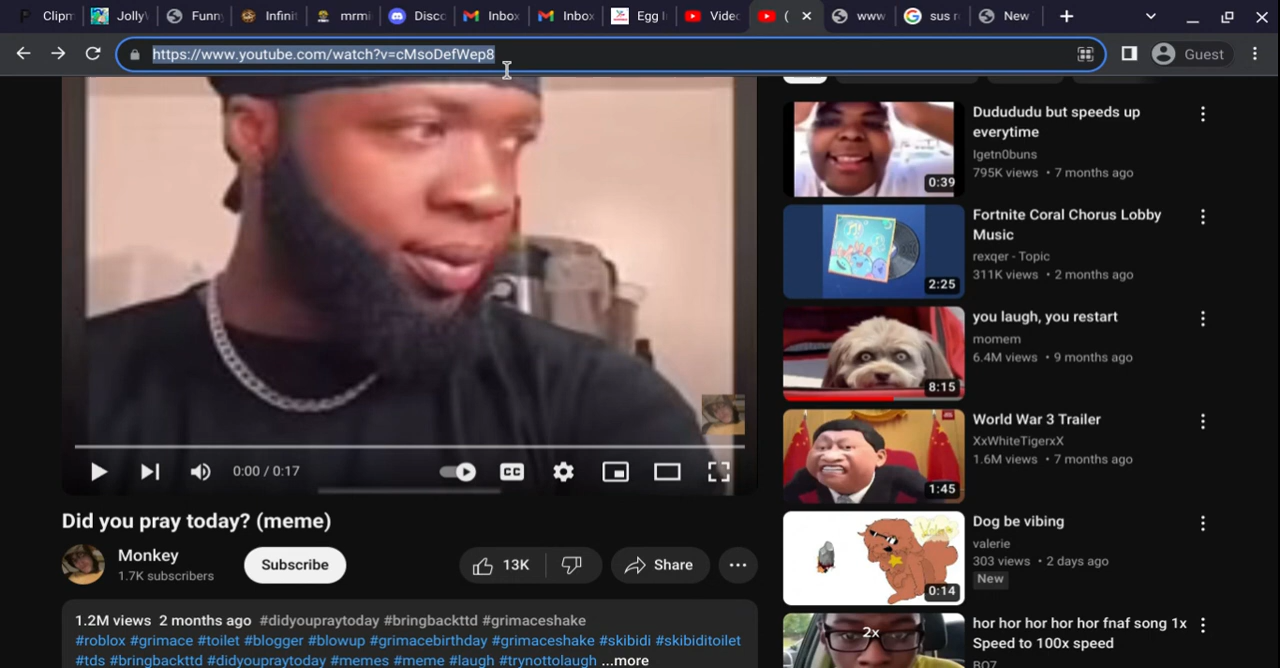 Clipm
Jolly
Funn
Infinit
mrmi
Disco
Inbox
Inbox
Egg I
Videc
(
www
sus r
New
https://www.youtube.com/watch?v=cMsoDefWep8
Guest
0:00 / 0:17
CC
Did you pray today? (meme)
Monkey
1.7K subscribers
Subscribe
13K
Share
1.2M views 2 months ago #didyoupraytoday #bringbackttd #grimaceshake
#roblox #grimace #toilet #blogger #blowup #grimacebirthday #grimaceshake #skibidi #skibiditoilet
#tds #bringbackttd #didyoupraytoday #memes #meme #laugh #trynottolaugh ...more
0:39
Dudududu but speeds up
everytime
Igetn0buns
795K views • 7 months ago
2:25
Fortnite Coral Chorus Lobby
Music
rexqer - Topic
311K views • 2 months ago
8:15
you laugh, you restart
momem
6.4M views • 9 months ago
1:45
World War 3 Trailer
XxWhiteTigerxX
1.6M views • 7 months ago
0:14
Dog be vibing
valerie
303 views • 2 days ago
New
2x
hor hor hor hor hor fnaf song 1x
Speed to 100x speed